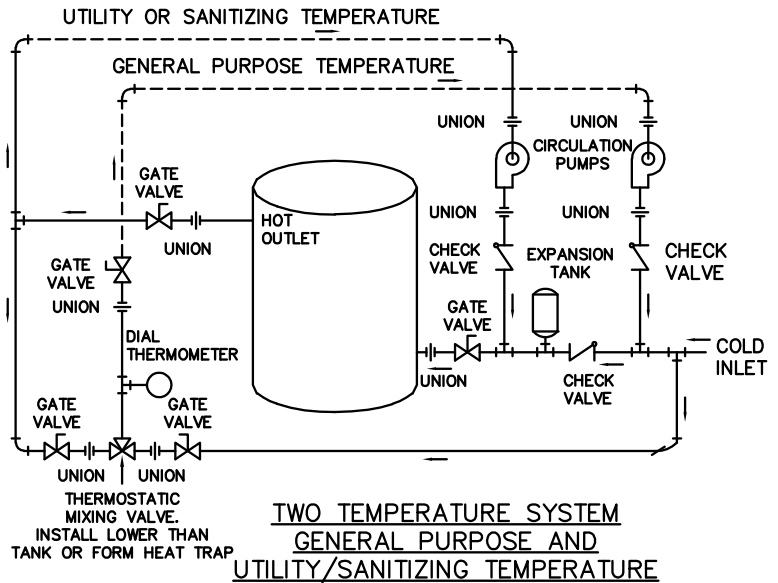 UTILITY OR SANITIZING TEMPERATURE
GENERAL PURPOSE TEMPERATURE
UNION
UNION
CIRCULATION
PUMPS
GATE
VALVE
UNION
HOT
OUTLET
UNION
UNION
CHECK
VALVE
EXPANSION
TANK
CHECK
VALVE
GATE
VALVE
UNION
GATE
VALVE
DIAL
THERMOMETER
COLD
INLET
UNION
CHECK
VALVE
GATE
VALVE
GATE
VALVE
UNION
UNION
THERMOSTATIC
MIXING VALVE.
INSTALL LOWER THAN
TANK OR FORM HEAT TRAP
TWO TEMPERATURE SYSTEM
GENERAL PURPOSE AND
UTILITY/SANITIZING TEMPERATURE